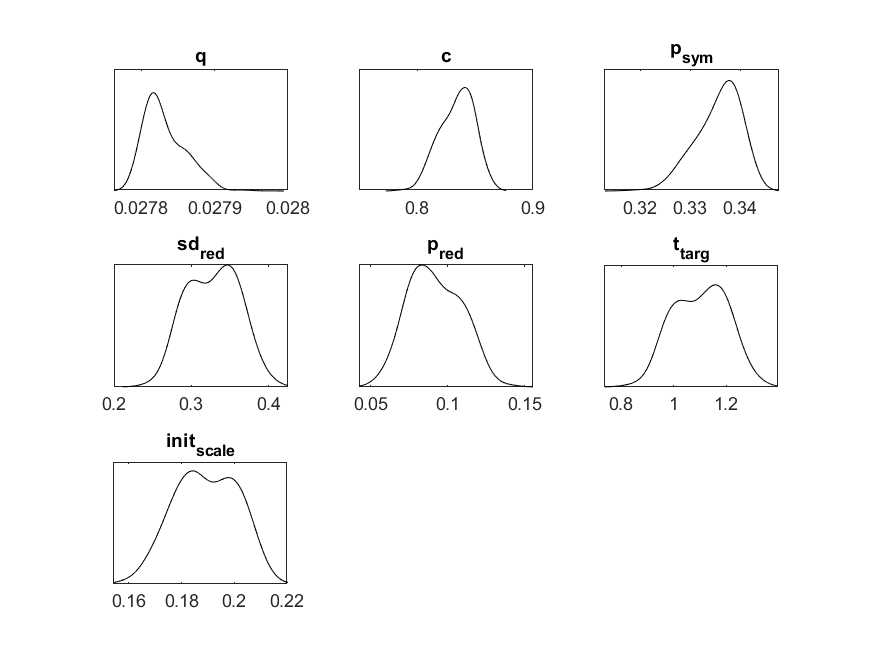 q
c
p_sym
0.0278 0.0279 0.028
0.8 0.9
0.32 0.33 0.34
sd_red
p_red
t_targ
0.2 0.3 0.4
0.05 0.1 0.15
0.8 1 1.2
init_scale
0.16 0.18 0.2 0.22